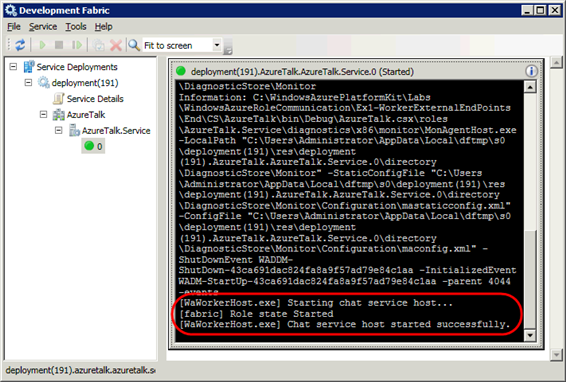 Development Fabric
File Service Tools Help
Fit to screen
Service Deployments
deployment(191)
Service Details
AzureTalk
AzureTalk.Service
0
deployment(191).AzureTalk.AzureTalk.Service.0 (Started)
\DiagnosticStore\Monitor
Information: C:\WindowsAzurePlatformKit\Labs
\WindowsAzureRoleCommunication\Ex1-WorkerExternalEndPoints
\End\CS\AzureTalk\bin\Debug\AzureTalk.csx\roles
\AzureTalk.Service\diagnostics\x86\monitor\MonAgentHost.exe
-LocalPath "C:\Users\Administrator\AppData\Local\dftmp\s0
\deployment(191)\res\deployment
(191).AzureTalk.AzureTalk.Service.0\directory
\DiagnosticStore\Monitor" -StaticConfigFile "C:\Users
\Administrator\AppData\Local\dftmp\s0\deployment(191)\res
\deployment(191).AzureTalk.AzureTalk.Service.0\directory
\DiagnosticStore\Monitor\Configuration\mastaticconfig.xml"
-ConfigFile "C:\Users\Administrator\AppData\Local\dftmp\s0
\deployment(191)\res\deployment
(191).AzureTalk.AzureTalk.Service.0\directory
\DiagnosticStore\Monitor\Configuration\maconfig.xml" -
ShutDownEvent WADDM-
ShutDown-43ca691dac824fa8a9f57ad79e84c1aa -InitializedEvent
WADM-StartUp-43ca691dac824fa8a9f57ad79e84c1aa -parent 4044
-events
[WaWorkerHost.exe] Starting chat service host...
[fabric] Role state Started
[WaWorkerHost.exe] Chat service host started successfully.
deployment(191).azuretalk.azuretalk.se